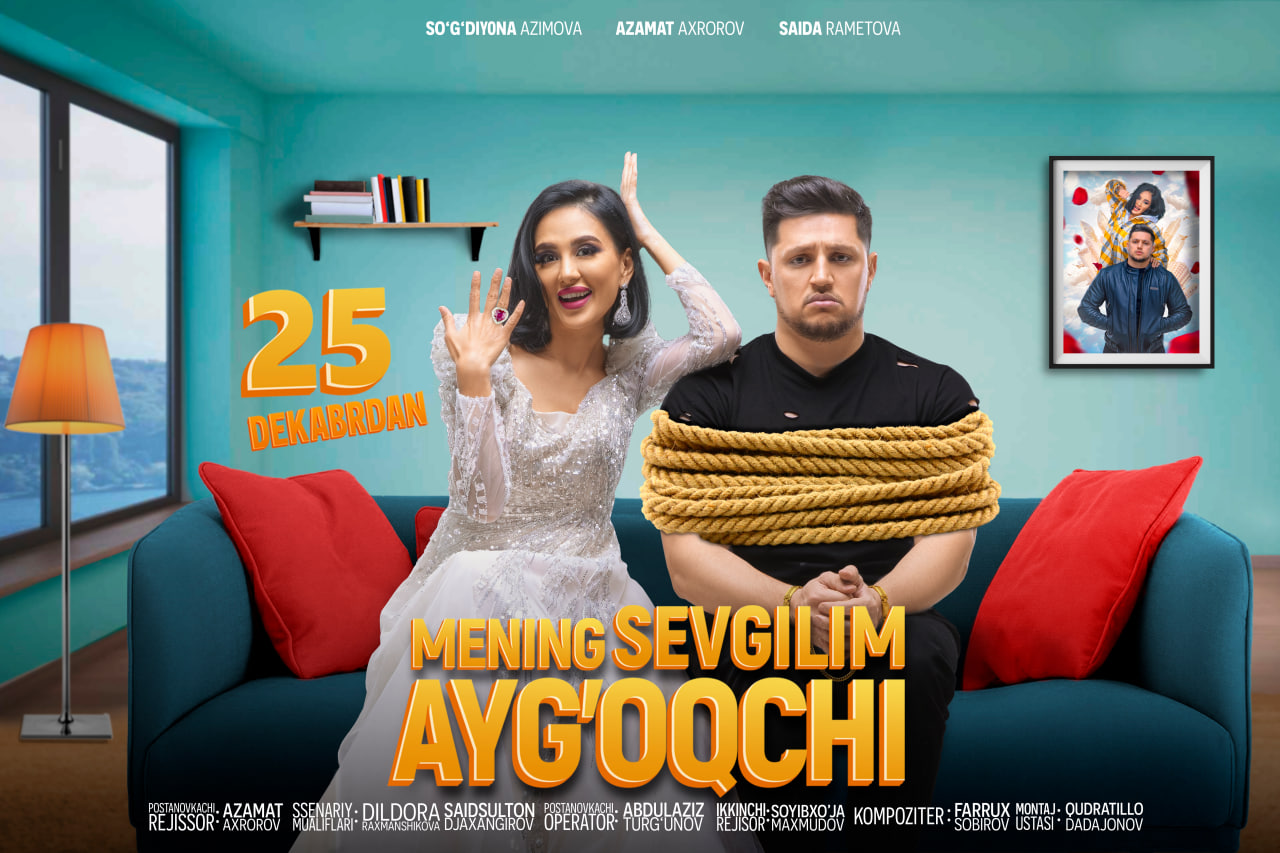 SO‘G‘DIYONA AZIMOVA AZAMAT AXROROV SAIDA RAMETOVA
25
DEKABRDAN
MENING SEVGILIM
AYG'OQCHI
POSTANOVKACHI REJISSOR: AZAMAT AXROROV
SSENARIY MUALIFLARI: DILDORA RAXMANSHIKOVA SAIDSULTON DJAXANGIROV
POSTANOVKACHI OPERATOR: ABDULAZIZ TURG'UNOV
IKKINCHI REJISOR: SOYIBXO'JA MAXMUDOV
KOMPOZITER: FARRUX SOBIROV
MONTAJ USTASI: QUDRATILLO DADAJONOV